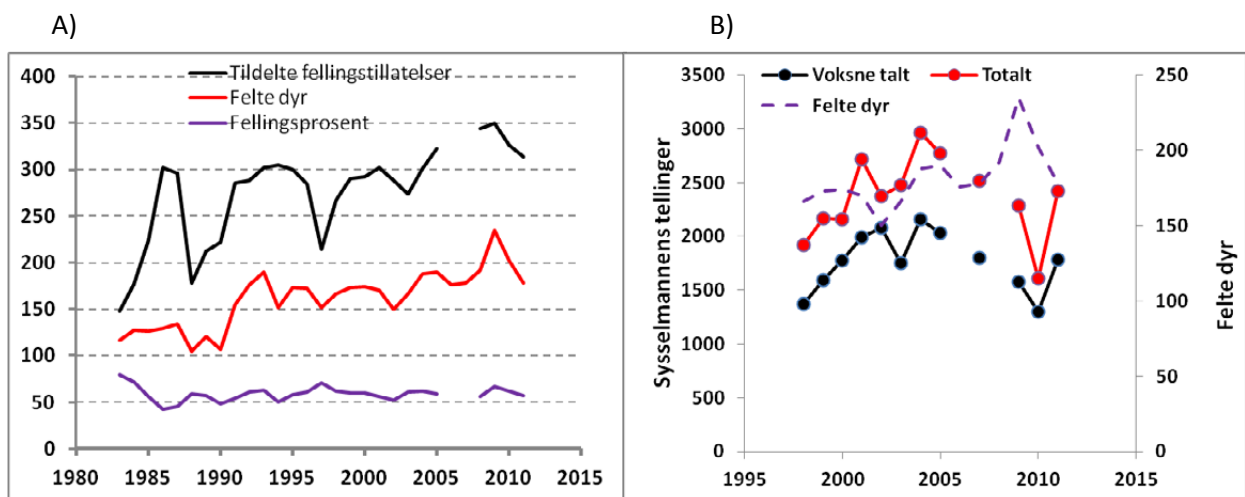 A)
B)
Tildelte fellingstillatelser
Felte dyr
Fellingsprosent
400
350
300
250
200
150
100
50
0
1980 1985 1990 1995 2000 2005 2010 2015
Voksne talt Totalt
Felte dyr
Sysselmannens tellinger
3500
3000
2500
2000
1500
1000
500
0
250
200
150
100
50
0
Felte dyr
1995 2000 2005 2010 2015